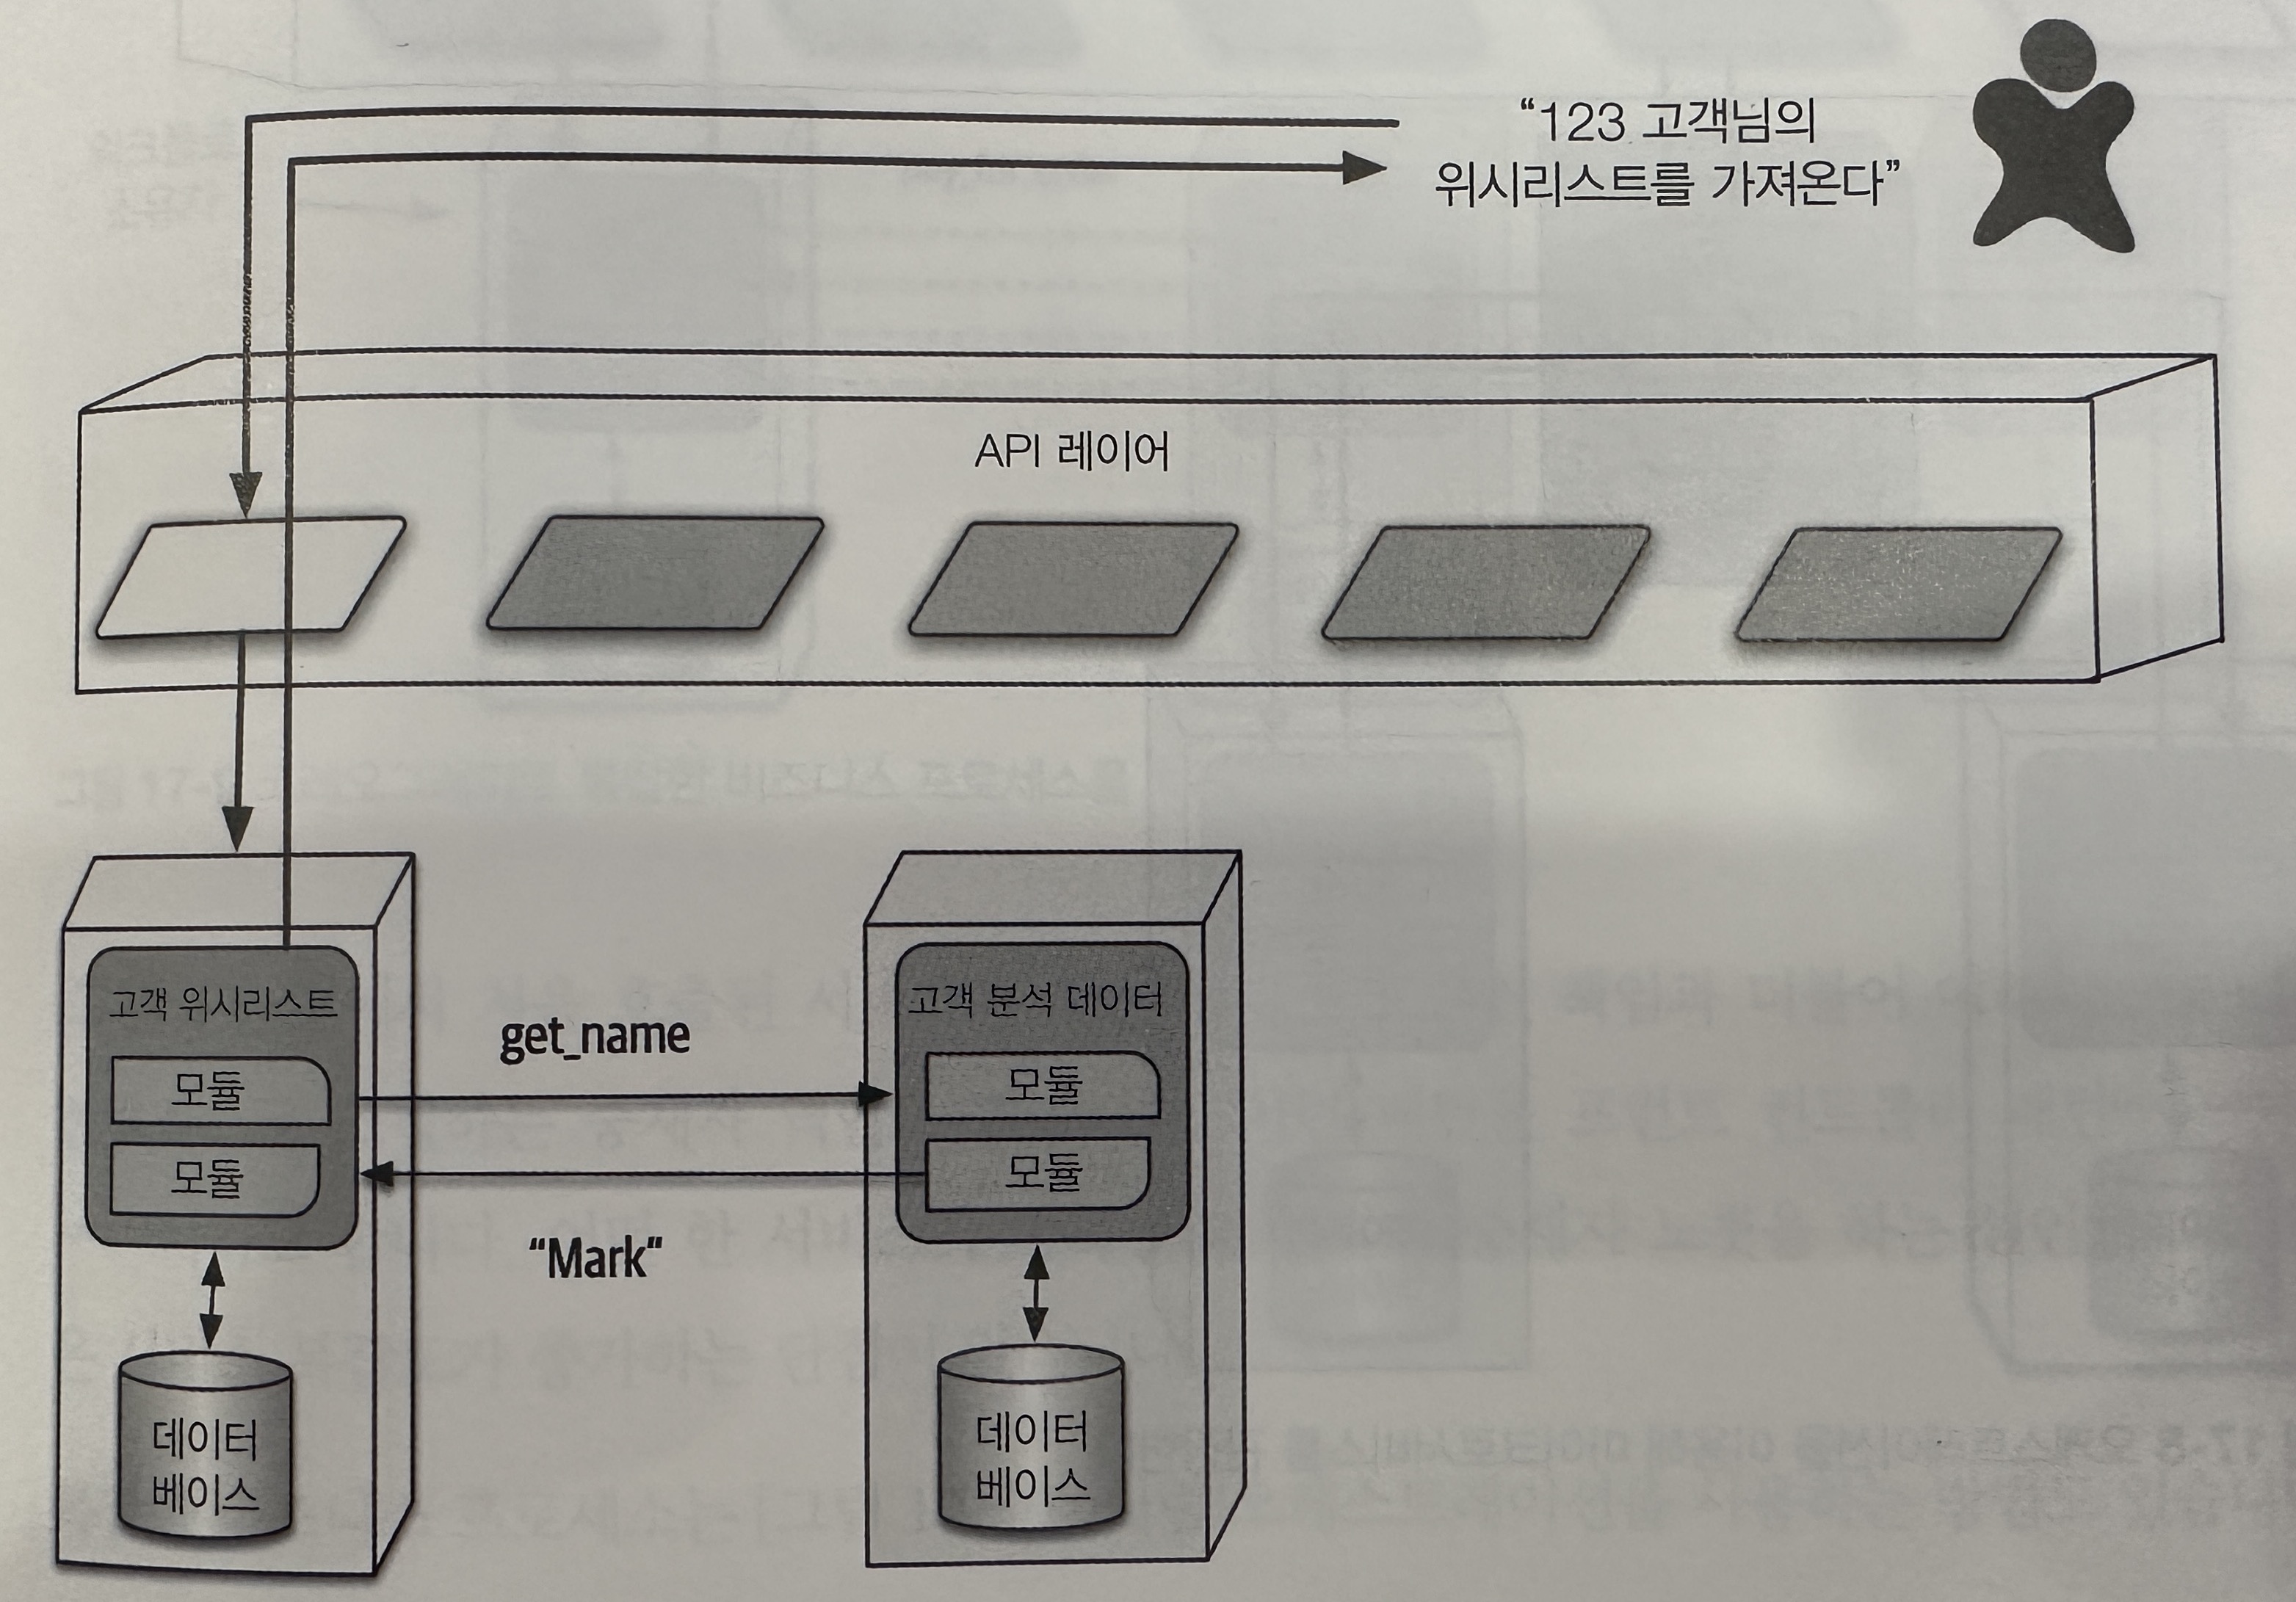 “123 고객님의
위시리스트를 가져온다”
API 레이어
고객 위시리스트
모듈
모듈
get_name
“Mark“
고객 분석 데이터
모듈
모듈
데이터
베이스
데이터
베이스